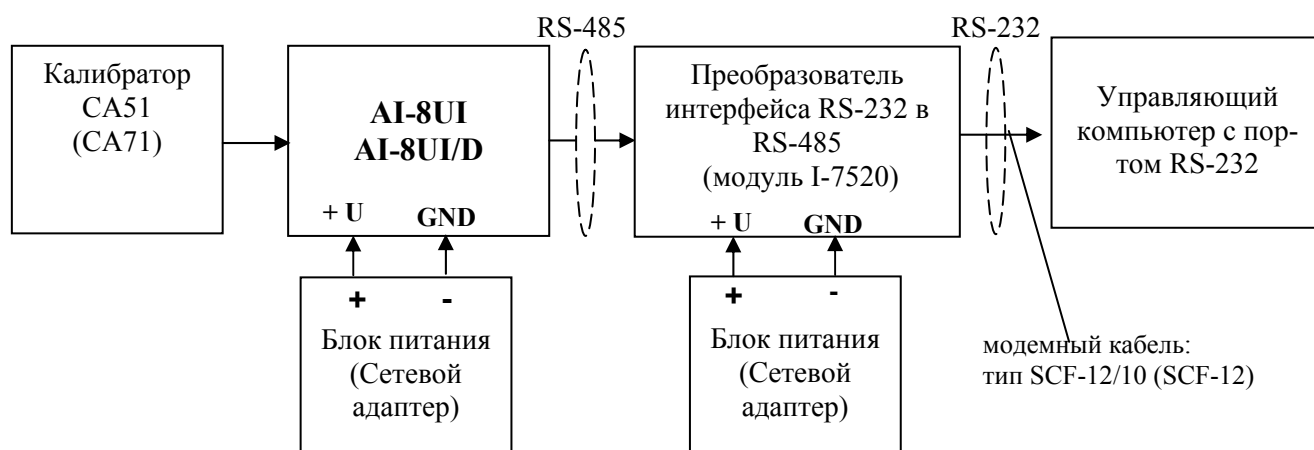 RS-485
RS-232
Калибратор
СА51
(СА71)
AI-8UI
AI-8UI/D
+ U GND
Преобразователь
интерфейса RS-232 в
RS-485
(модуль I-7520)
+ U GND
Управляющий
компьютер с пор-
том RS-232
+ -
Блок питания
(Сетевой
адаптер)
+ -
Блок питания
(Сетевой
адаптер)
модемный кабель:
тип SCF-12/10 (SCF-12)